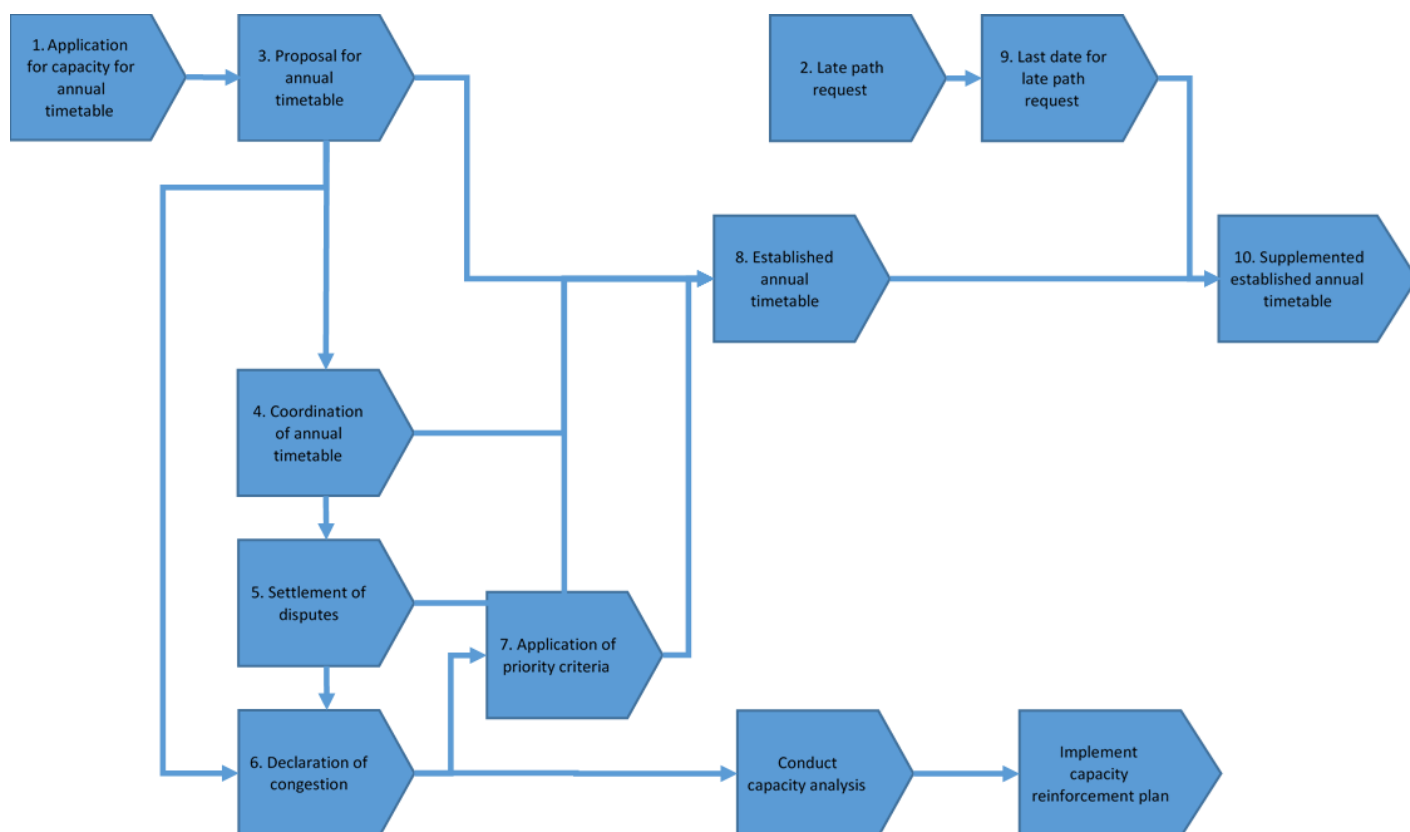 1. Application
for capacity for
annual
timetable
3. Proposal for
annual
timetable
2. Late path
request
9. Last date for
late path
request
8. Established
annual
timetable
10. Supplemented
established annual
timetable
4. Coordination
of annual
timetable
5. Settlement of
disputes
7. Application of
priority criteria
6. Declaration of
congestion
Conduct
capacity analysis
Implement
capacity
reinforcement plan